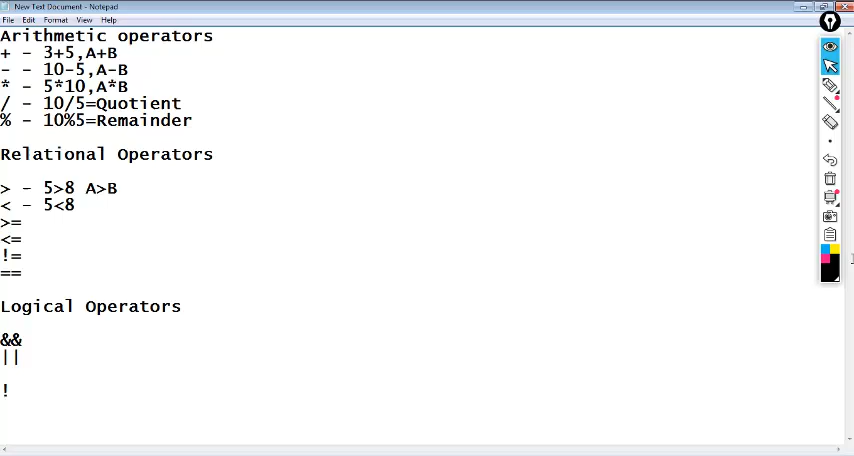 New Text Document - Notepad
File Edit Format View Help
Arithmetic operators
+ - 3+5,A+B
- - 10-5,A-B
* - 5*10,A*B
/ - 10/5=Quotient
% - 10%5=Remainder
Relational Operators
> - 5>8 A>B
< - 5<8
>=
<=
!=
==
Logical Operators
&&
||
!